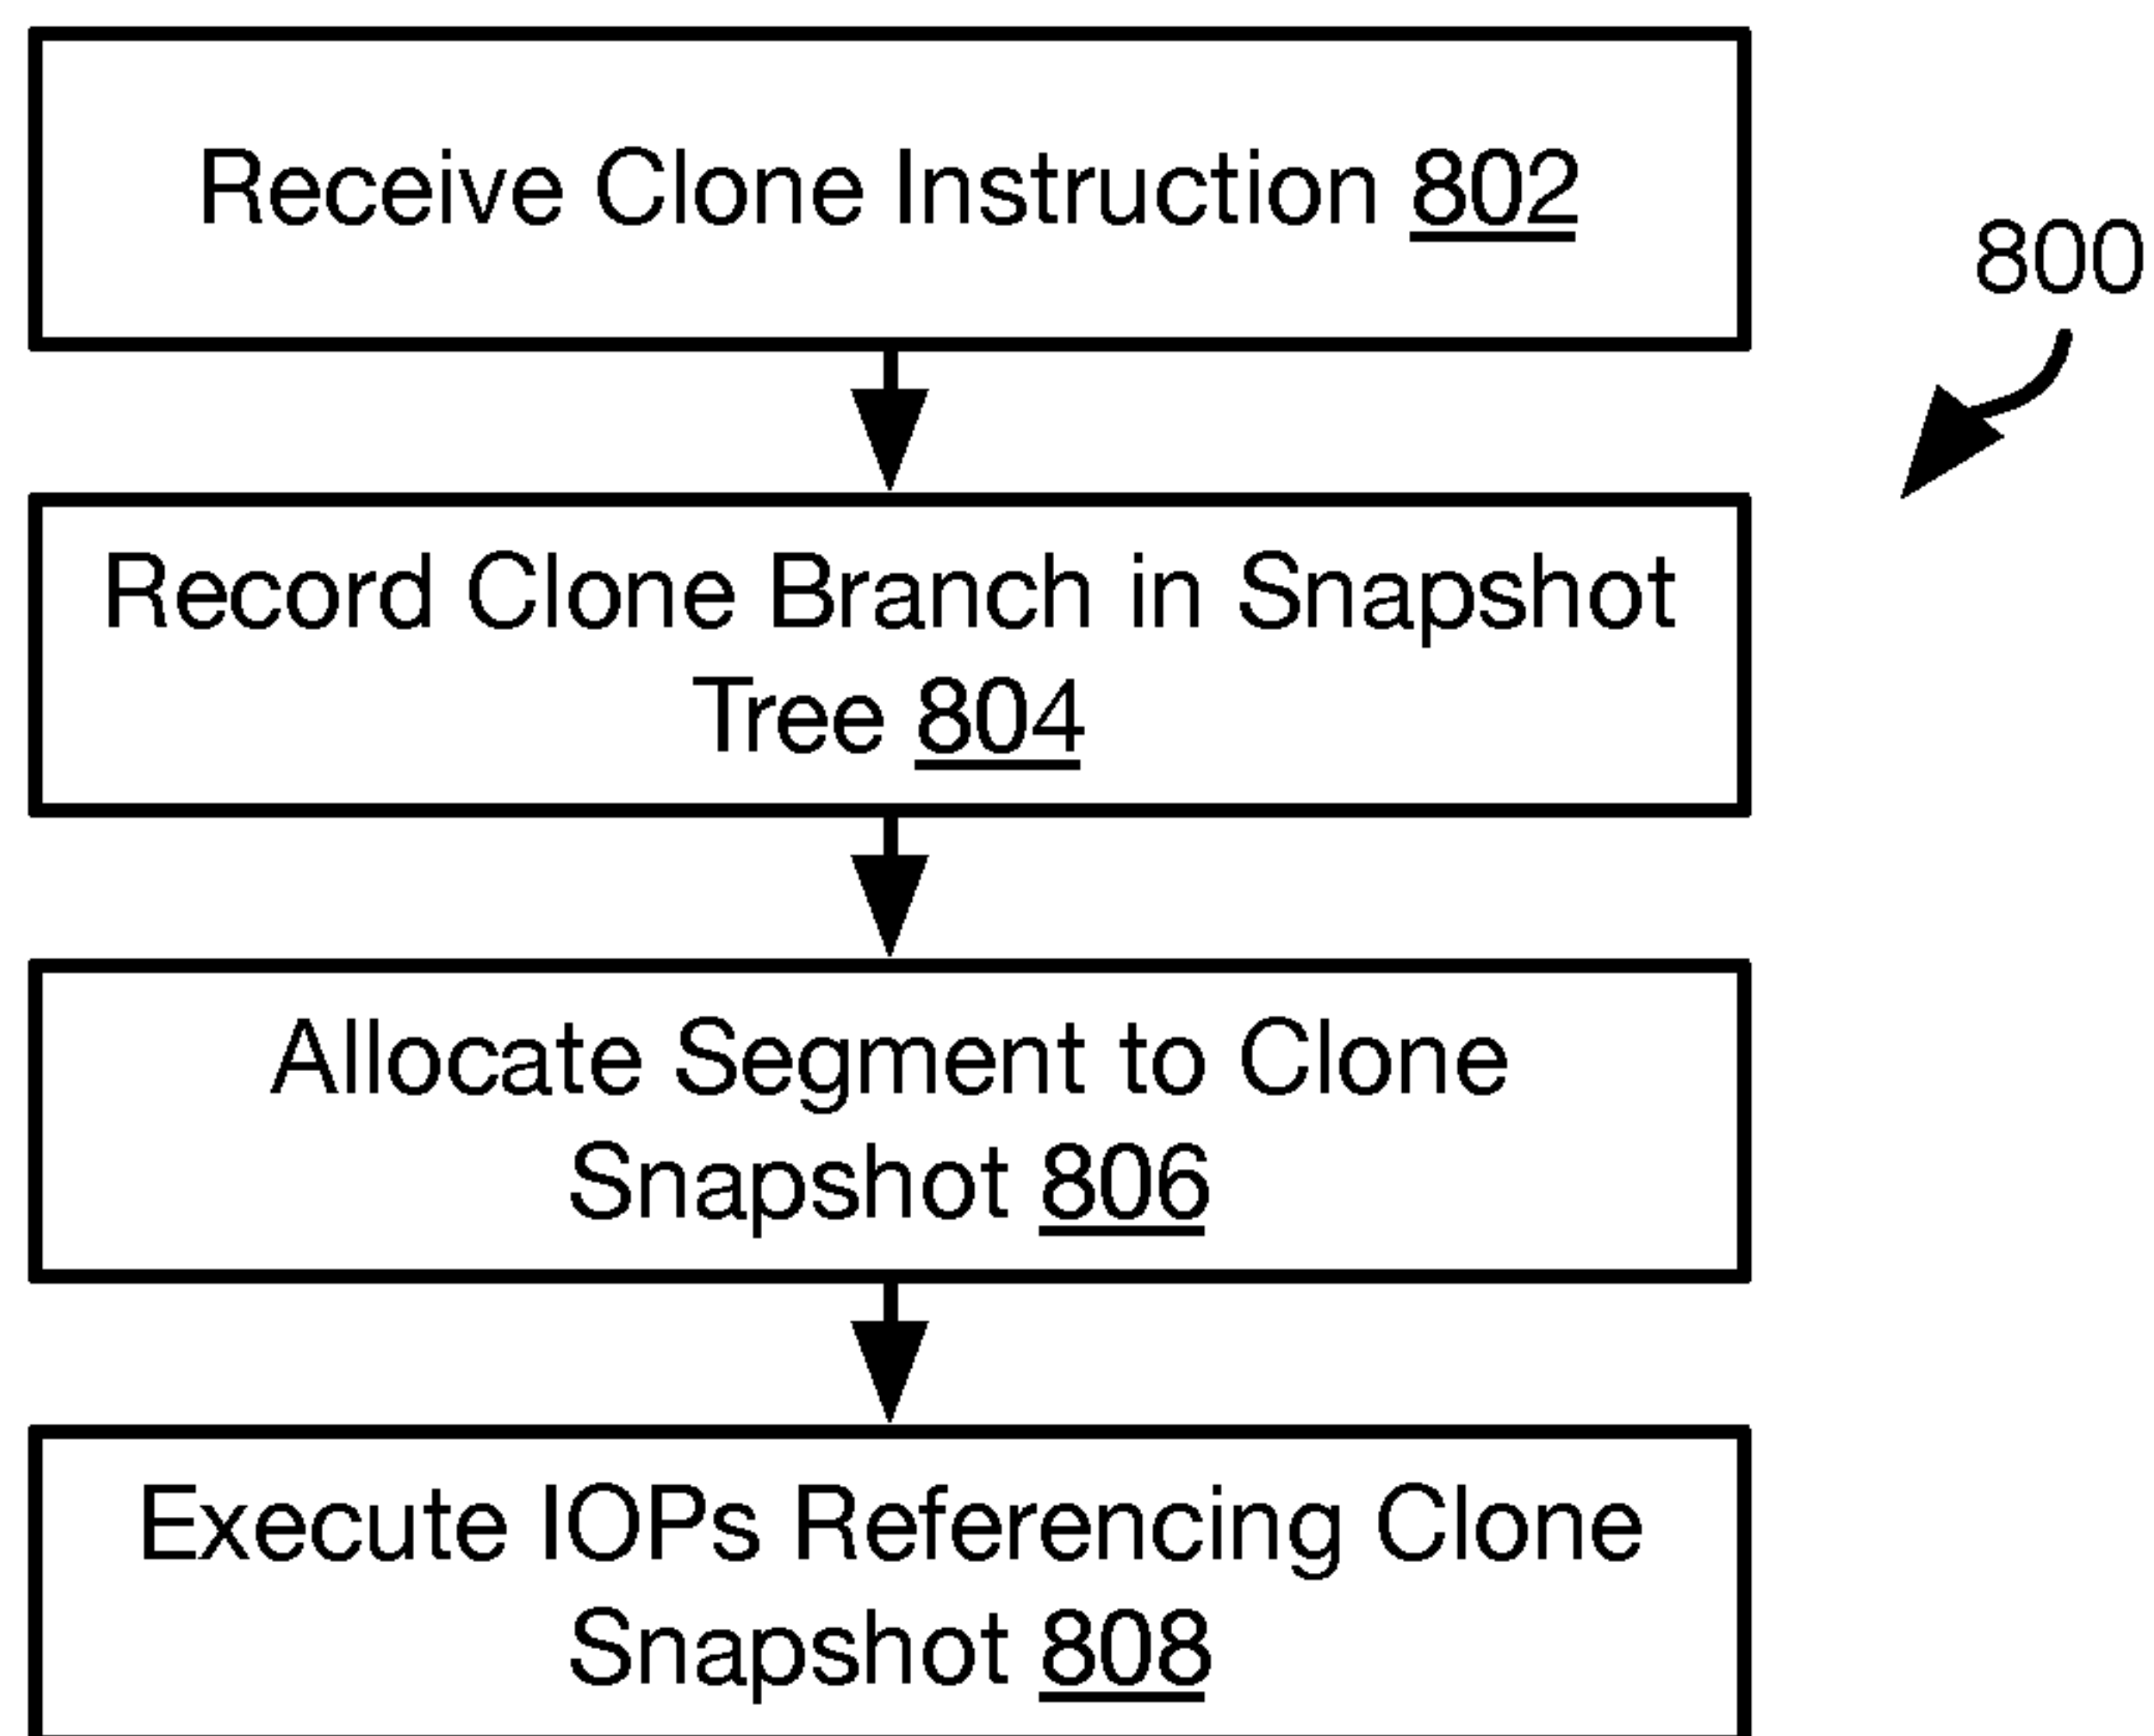 Receive Clone Instruction 802
800
Record Clone Branch in Snapshot
Tree 804
Allocate Segment to Clone
Snapshot 806
Execute IOPs Referencing Clone
Snapshot 808